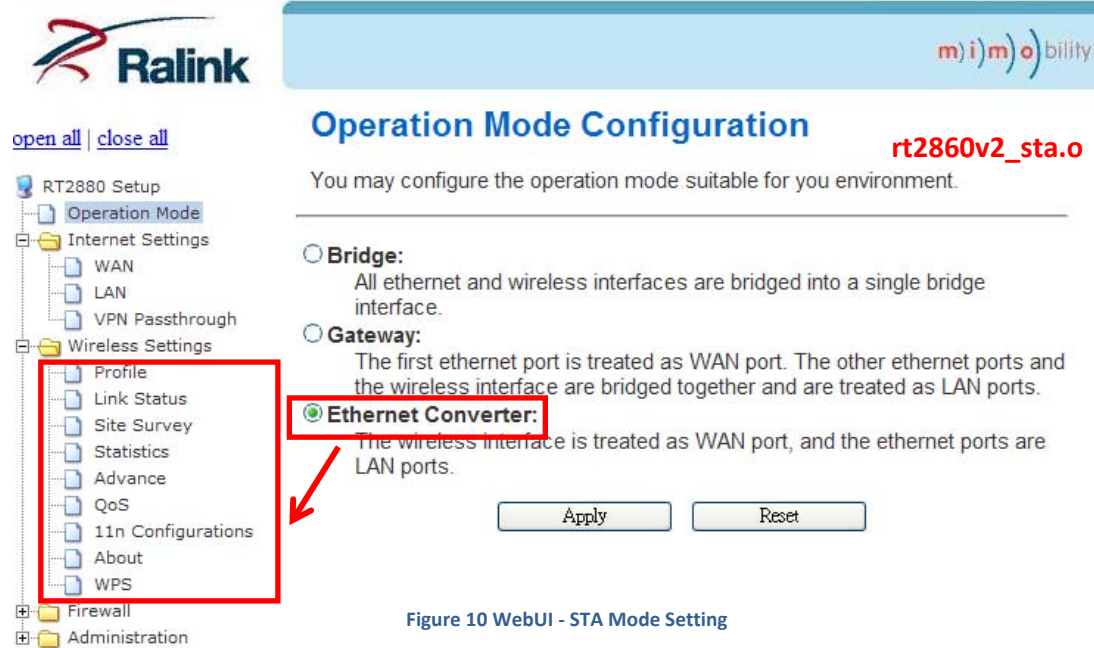 Ralink
m)i)m)o)bility
open all | close all
RT2880 Setup
Operation Mode
Internet Settings
WAN
LAN
VPN Passthrough
Wireless Settings
Profile
Link Status
Site Survey
Statistics
Advance
QoS
11n Configurations
About
WPS
Firewall
Administration
Operation Mode Configuration
rt2860v2_sta.o
You may configure the operation mode suitable for you environment.
Bridge:
All ethernet and wireless interfaces are bridged into a single bridge
interface.
Gateway:
The first ethernet port is treated as WAN port. The other ethernet ports and
the wireless interface are bridged together and are treated as LAN ports.
Ethernet Converter:
The wireless interface is treated as WAN port, and the ethernet ports are
LAN ports.
Apply Reset
Figure 10 WebUI - STA Mode Setting